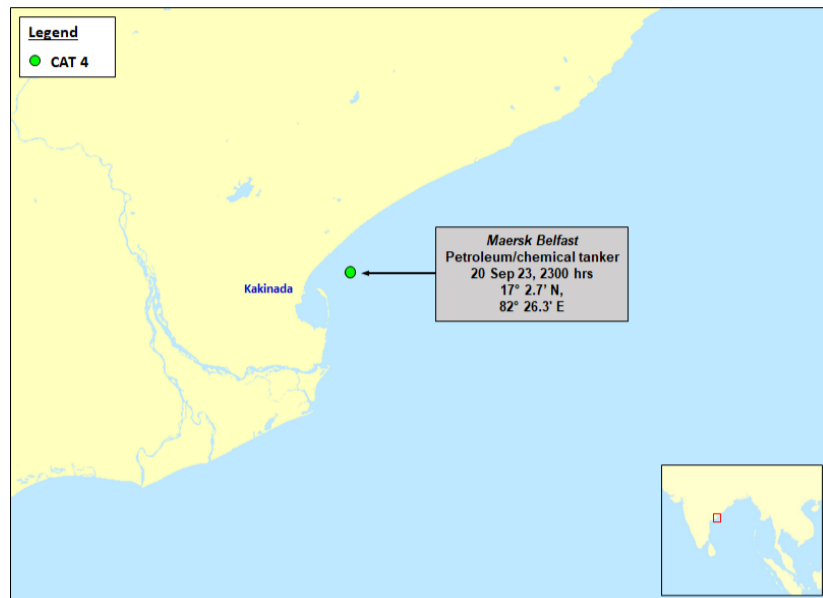 Legend
CAT 4
Maersk Belfast
Petroleum/chemical tanker
20 Sep 23, 2300 hrs
17° 2.7' N,
82° 26.3' E
Kakinada